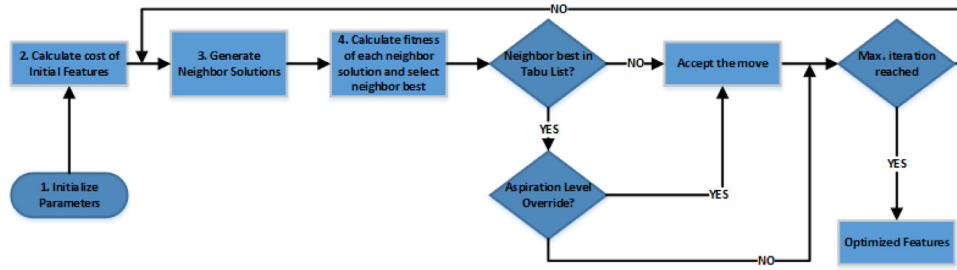 NO
2. Calculate cost of
Initial Features
3. Generate
Neighbor Solutions
4. Calculate fitness
of each neighbor
solution and select
neighbor best
Neighbor best in
Tabu List?
NO
Accept the move
Max. iteration
reached
YES
YES
1. Initialize
Parameters
Aspiration Level
Override?
YES
Optimized Features
NO